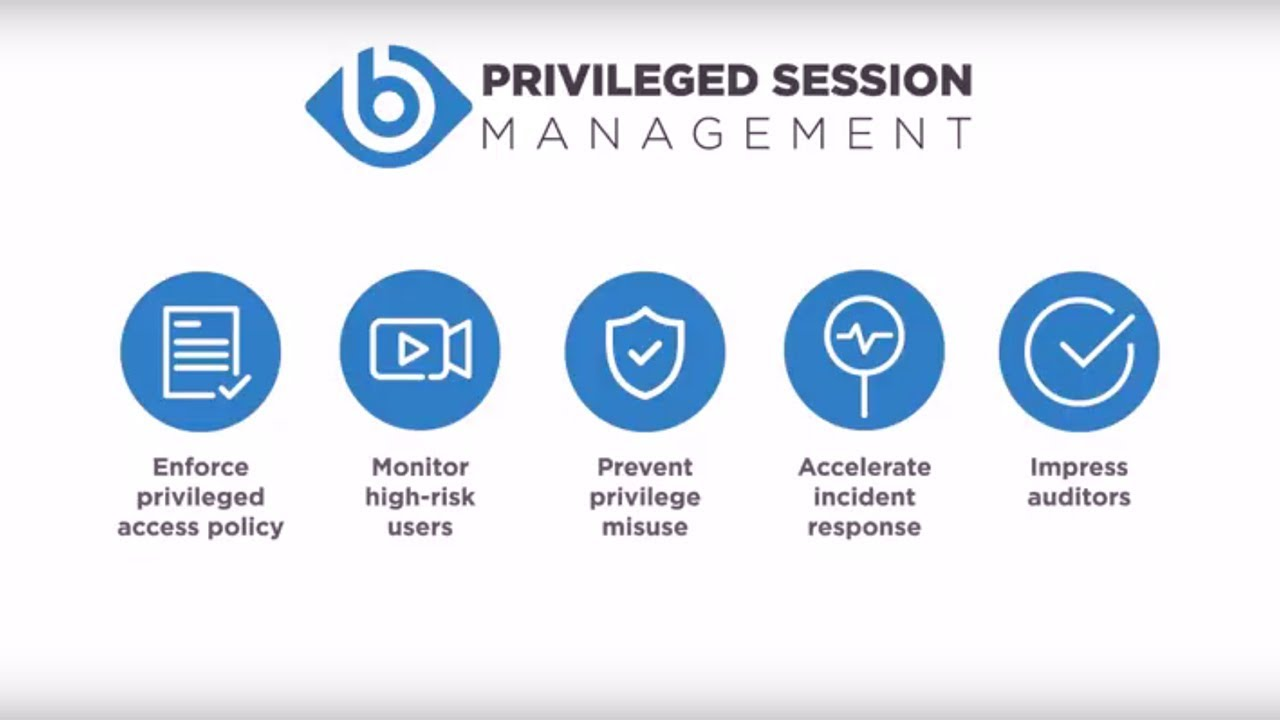 PRIVILEGED SESSION
MANAGEMENT
Enforce
privileged
access policy
Monitor
high-risk
users
Prevent
privilege
misuse
Accelerate
incident
response
Impress
auditors